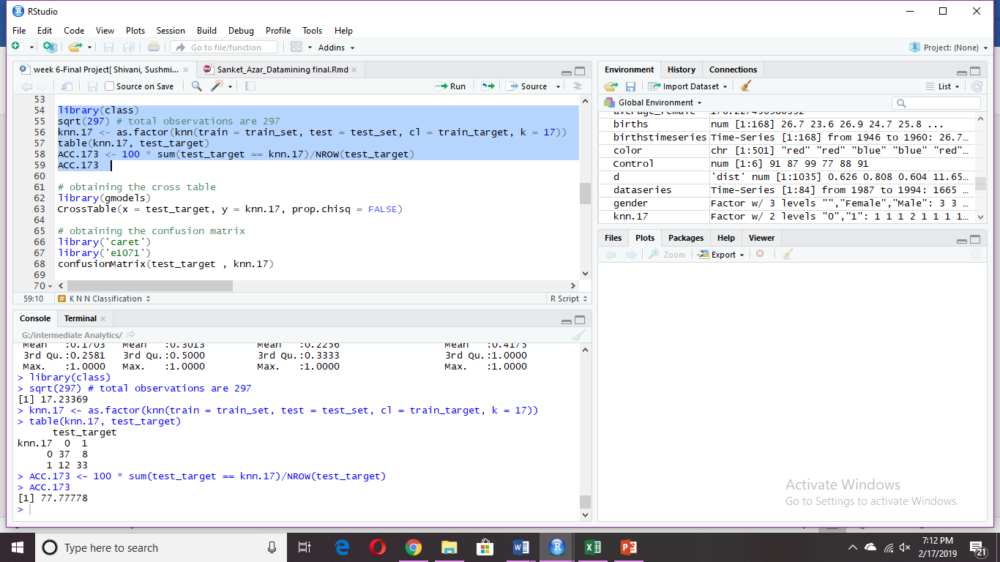 RStudio
File Edit Code View Plots Session Build Debug Profile Tools Help
Go to file/function Addins Project: (None)
week 6-Final Project[ Shivani, Sushmi... Sanket_Azar_Datamining final.Rmd
Source on Save Run Source
53
54 library(class)
55 sqrt(297) # total observations are 297
56 knn.17 <- as.factor(knn(train = train_set, test = test_set, cl = train_target, k = 17))
57 table(knn.17, test_target)
58 ACC.173 <- 100 * sum(test_target == knn.17)/NROW(test_target)
59 ACC.173
60
61 # obtaining the cross table
62 library(gmodels)
63 CrossTable(x = test_target, y = knn.17, prop.chisq = FALSE)
64
65 # obtaining the confusion matrix
66 library('caret')
67 library('e1071')
68 confusionMatrix(test_target , knn.17)
69
70
59:10 # K N N Classification R Script
Console Terminal
G:/intermediate Analytics/
Mean :0.1703 Mean :0.3013 Mean :0.2256 Mean :0.4175
3rd Qu.:0.2581 3rd Qu.:0.5000 3rd Qu.:0.3333 3rd Qu.:1.0000
Max. :1.0000 Max. :1.0000 Max. :1.0000 Max. :1.0000
> library(class)
> sqrt(297) # total observations are 297
[1] 17.23369
> knn.17 <- as.factor(knn(train = train_set, test = test_set, cl = train_target, k = 17))
> table(knn.17, test_target)
test_target
knn.17 0 1
0 37 8
1 12 33
> ACC.173 <- 100 * sum(test_target == knn.17)/NROW(test_target)
> ACC.173
[1] 77.77778
>
Environment History Connections
Import Dataset List
Global Environment
average_female 170.227490980992
births num [1:168] 26.7 23.6 26.9 24.7 25.8 ...
birthstimeseries Time-Series [1:168] from 1946 to 1960: 26.7…
color chr [1:501] "red" "red" "blue" "blue" "red"…
Control num [1:6] 91 87 99 77 88 91
d 'dist' num [1:1035] 0.626 0.808 0.604 11.65…
dataseries Time-Series [1:84] from 1987 to 1994: 1665 …
gender Factor w/ 3 levels "","Female","Male": 3 3 …
knn.17 Factor w/ 2 levels "0","1": 1 1 1 2 1 1 1 1…
Files Plots Packages Help Viewer
Zoom Export
Activate Windows
Go to Settings to activate Windows.
Type here to search
7:12 PM
2/17/2019
21